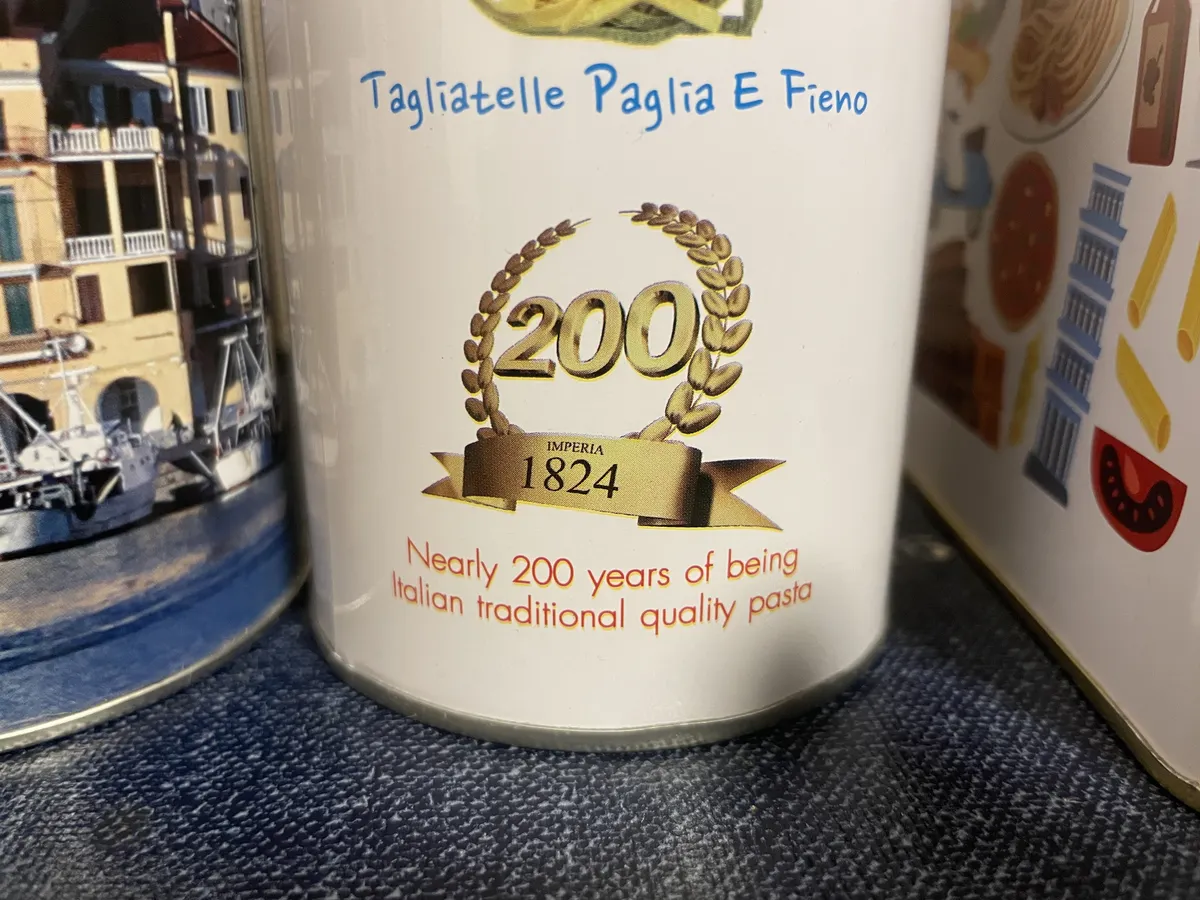 Tagliatelle Paglia E Fieno
200
IMPERIA
1824
Nearly 200 years of being
Italian traditional quality pasta